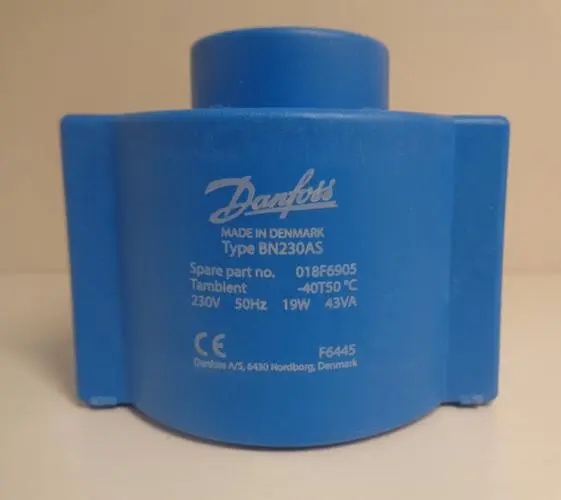 Danfoss
MADE IN DENMARK
Type BN230AS
Spare part no. 018F6905
Tambient -40T50 °C
230V 50Hz 19W 43VA
CE F6445
Danfoss A/S, 6430 Nordborg, Denmark